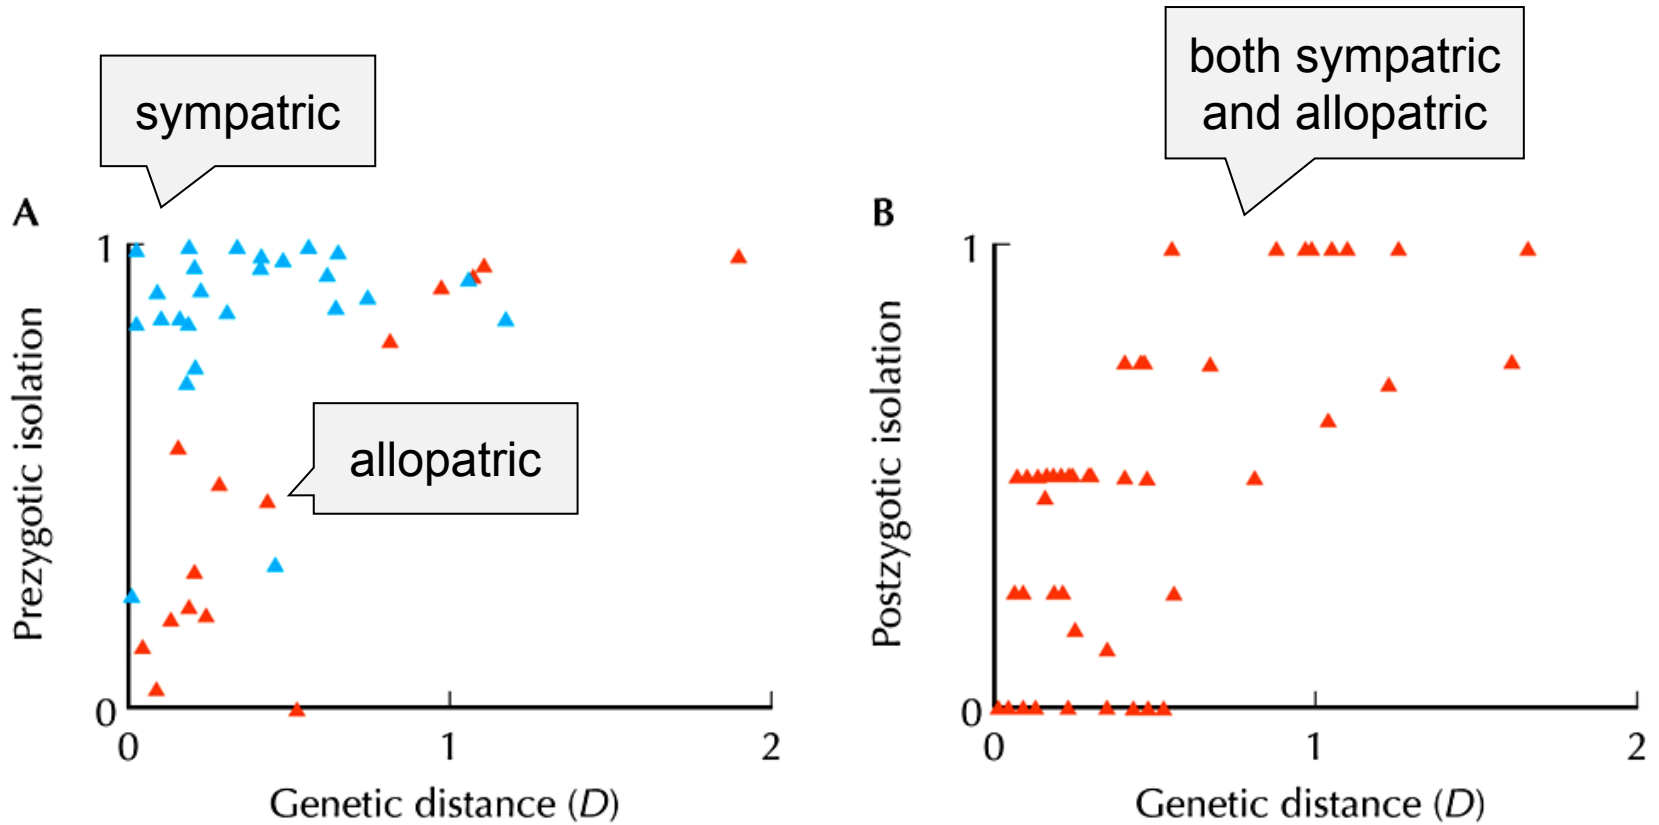 sympatric
A
1
Prezygotic isolation
allopatric
0
0 1 2
Genetic distance (D)
both sympatric
and allopatric
B
1
Postzygotic isolation
0
0 1 2
Genetic distance (D)